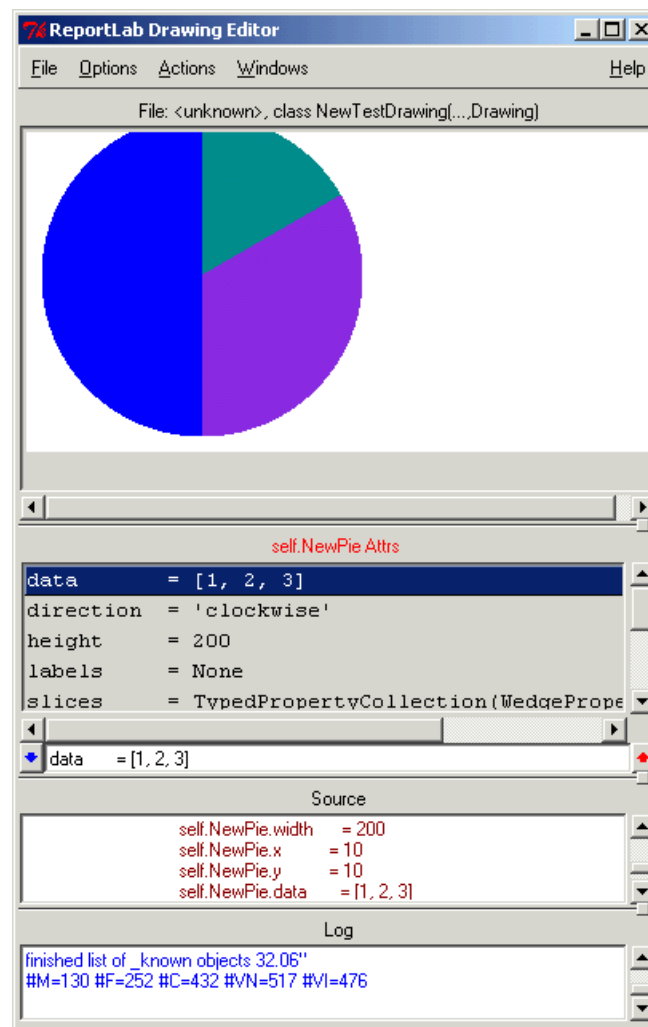 ReportLab Drawing Editor
File Options Actions Windows Help
File: <unknown>, class NewTestDrawing(...,Drawing)
self.NewPie Attrs
data = [1, 2, 3]
direction = 'clockwise'
height = 200
labels = None
slices = TypedPropertyCollection(WedgePrope
data = [1, 2, 3]
Source
self.NewPie.width = 200
self.NewPie.x = 10
self.NewPie.y = 10
self.NewPie.data = [1, 2, 3]
Log
finished list of _known objects 32.06"
#M=130 #F=252 #C=432 #VN=517 #VI=476